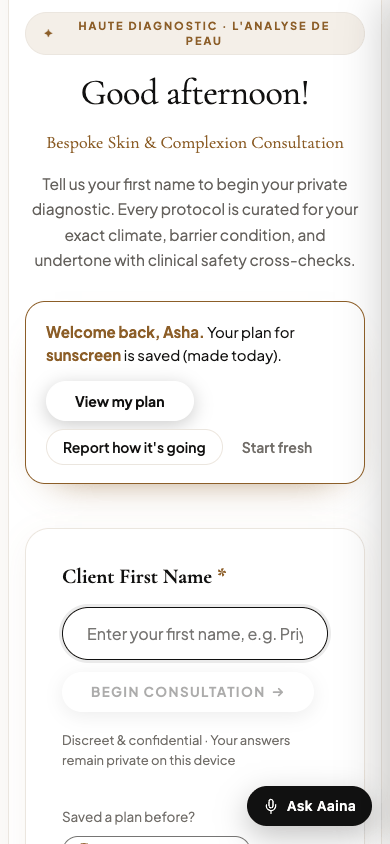 ✦ HAUTE DIAGNOSTIC · L'ANALYSE DE
PEAU
Good afternoon!
Bespoke Skin & Complexion Consultation
Tell us your first name to begin your private
diagnostic. Every protocol is curated for your
exact climate, barrier condition, and
undertone with clinical safety cross-checks.
Welcome back, Asha. Your plan for
sunscreen is saved (made today).
View my plan
Report how it's going
Start fresh
Client First Name *
Enter your first name, e.g. Priy
BEGIN CONSULTATION →
Discreet & confidential · Your answers
remain private on this device
Saved a plan before?
Ask Aaina